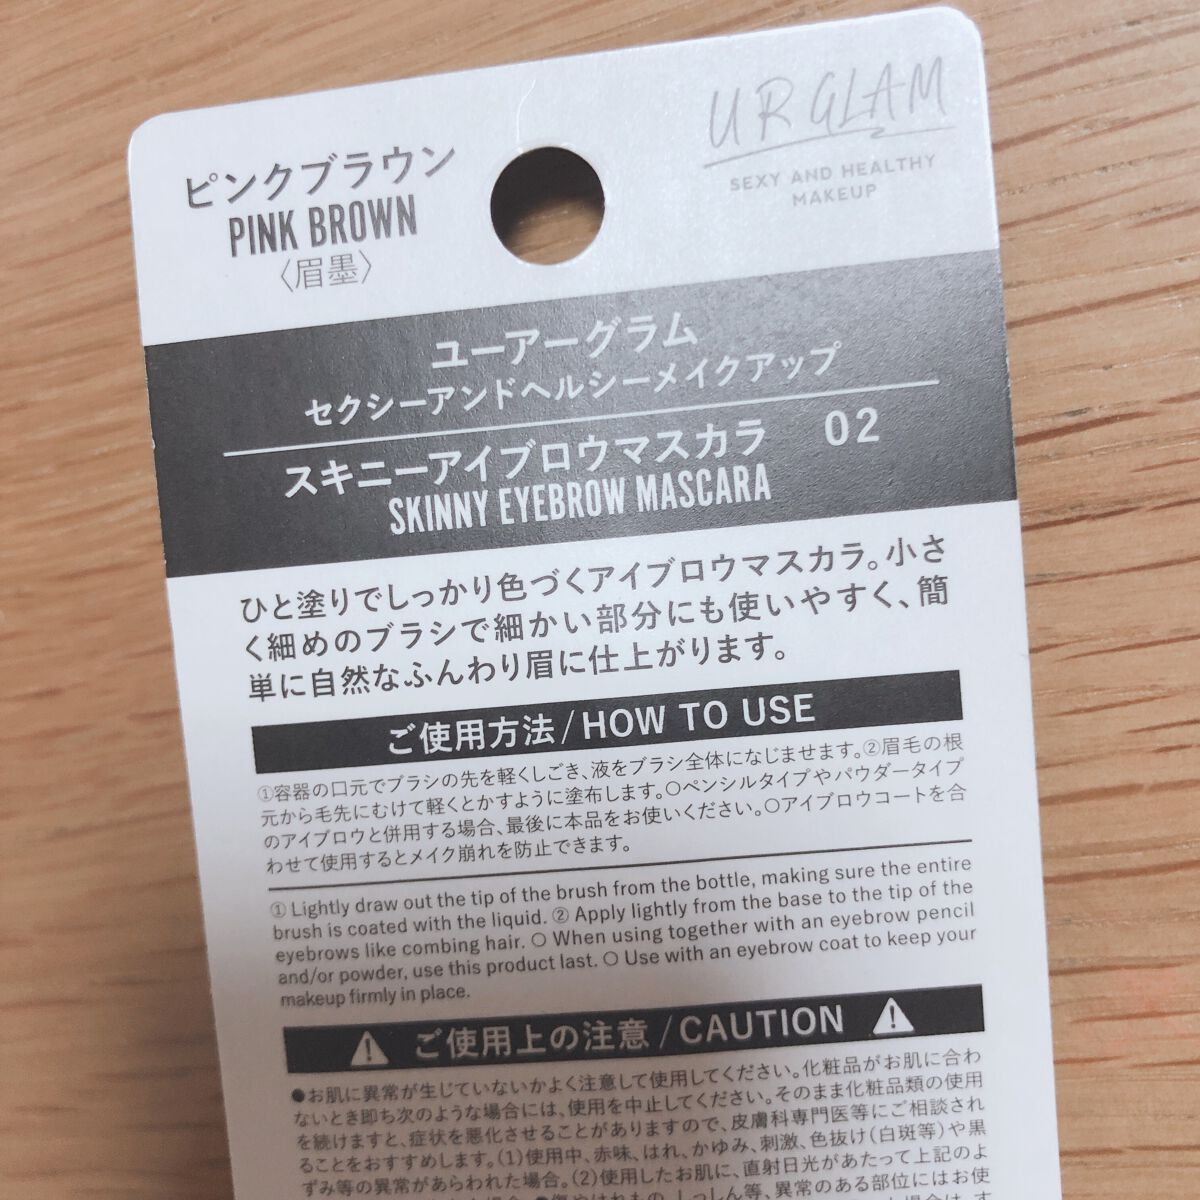 ピンクブラウン
PINK BROWN
〈眉墨〉
UR GLAM
SEXY AND HEALTHY
MAKEUP
ユーアーグラム
セクシーアンドヘルシーメイクアップ
スキニーアイブロウマスカラ 02
SKINNY EYEBROW MASCARA
ひと塗りでしっかり色づくアイブロウマスカラ。小さ
く細めのブラシで細かい部分にも使いやすく、簡
単に自然なふんわり眉に仕上がります。
ご使用方法/HOW TO USE
①容器の口元でブラシの先を軽くしごき、液をブラシ全体になじませます。②眉毛の根
元から毛先にむけて軽くとかすように塗布します。○ペンシルタイプやパウダータイプ
のアイブロウと併用する場合、最後に本品をお使いください。○アイブロウコートを合
わせて使用するとメイク崩れを防止できます。
① Lightly draw out the tip of the brush from the bottle, making sure the entire
brush is coated with the liquid. ② Apply lightly from the base to the tip of the
eyebrows like combing hair. ○ When using together with an eyebrow pencil
and/or powder, use this product last. ○ Use with an eyebrow coat to keep your
makeup firmly in place.
⚠ ご使用上の注意/CAUTION ⚠
●お肌に異常が生じていないかよく注意して使用してください。化粧品がお肌に合わ
ないとき即ち次のような場合には、使用を中止してください。そのまま化粧品類の使用
を続けますと、症状を悪化させることがありますので、皮膚科専門医等にご相談され
ることをおすすめします。(1)使用中、赤味、はれ、かゆみ、刺激、色抜け(白斑等)や黒
ずみ等の異常があらわれた場合。(2)使用したお肌に、直射日光があたって上記のよ
異常のある部位にはお使